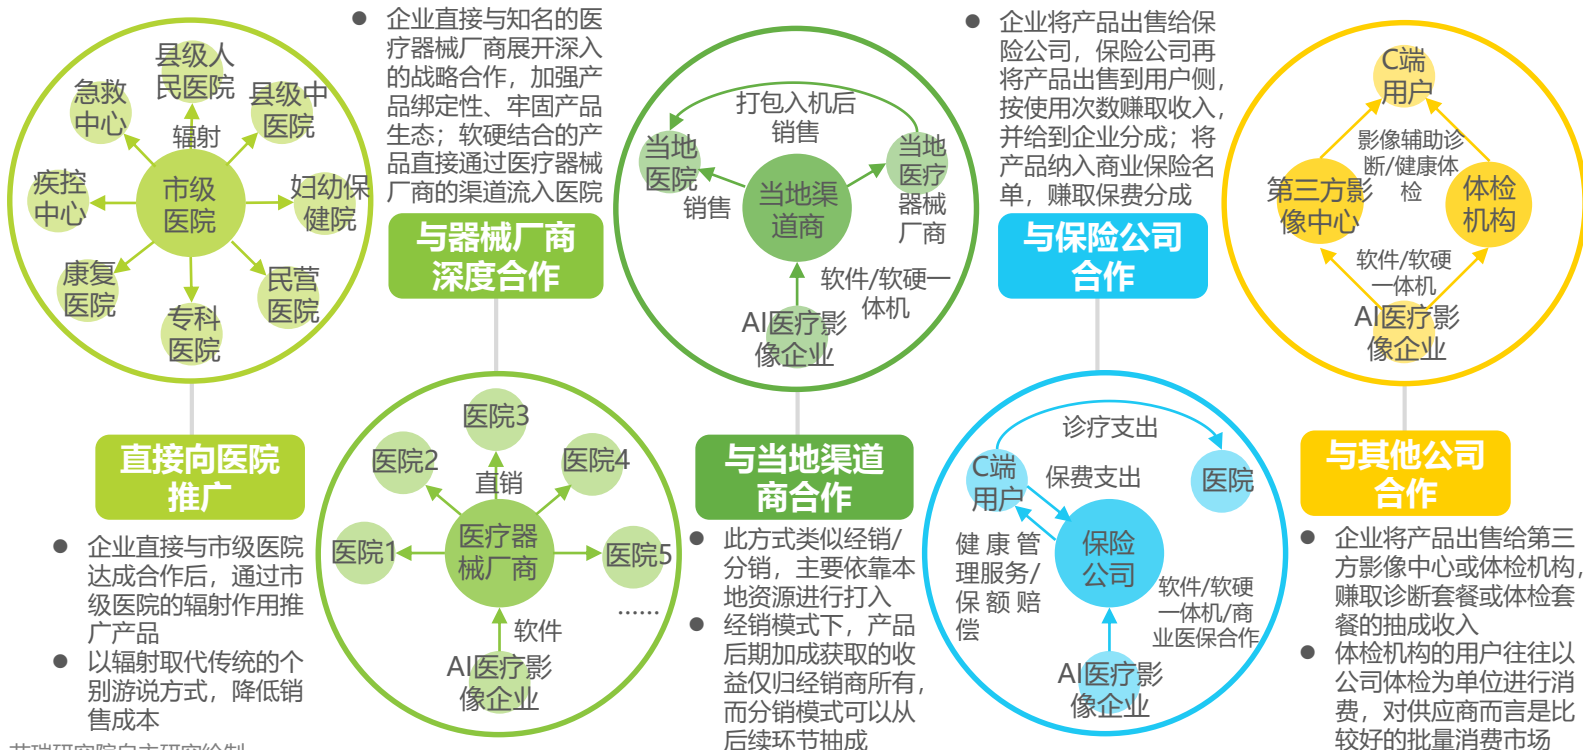 县级人
民医院
急救
中心
县级中
医院
辐射
疾控
中心
市级
医院
妇幼保
健院
康复
医院
民营
医院
专科
医院
直接向医院
推广
● 企业直接与市级医院
达成合作后，通过市
级医院的辐射作用推
广产品
● 以辐射取代传统的个
别游说方式，降低销
售成本
● 企业直接与知名的医
疗器械厂商展开深入
的战略合作，加强产
品绑定性、牢固产品
生态；软硬结合的产
品直接通过医疗器械
厂商的渠道流入医院
与器械厂商
深度合作
医院3
医院2
医院4
直销
医院1
医疗器
械厂商
医院5
……
软件
AI医疗影
像企业
打包入机后
销售
当地
医院
当地
医疗
器械
厂商
销售
当地渠
道商
软件/软硬一
体机
AI医疗影
像企业
与当地渠道
商合作
● 此方式类似经销/
分销，主要依靠本
地资源进行打入
● 经销模式下，产品
后期加成获取的收
益仅归经销商所有，
而分销模式可以从
后续环节抽成
● 企业将产品出售给保
险公司，保险公司再
将产品出售到用户侧，
按使用次数赚取收入，
并给到企业分成；将
产品纳入商业保险名
单，赚取保费分成
与保险公司
合作
诊疗支出
C端
用户
保费支出
医院
健康管
理服务/
保额赔
偿
保险
公司
软件/软硬
一体机/商
业医保合作
AI医疗影
像企业
C端
用户
影像辅助诊
断/健康体
检
第三方影
像中心
体检
机构
软件/软硬
一体机
AI医疗影
像企业
与其他公司
合作
● 企业将产品出售给第三
方影像中心或体检机构，
赚取诊断套餐或体检套
餐的抽成收入
● 体检机构的用户往往以
公司体检为单位进行消
费，对供应商而言是比
较好的批量消费市场
艾瑞研究院自主研究绘制